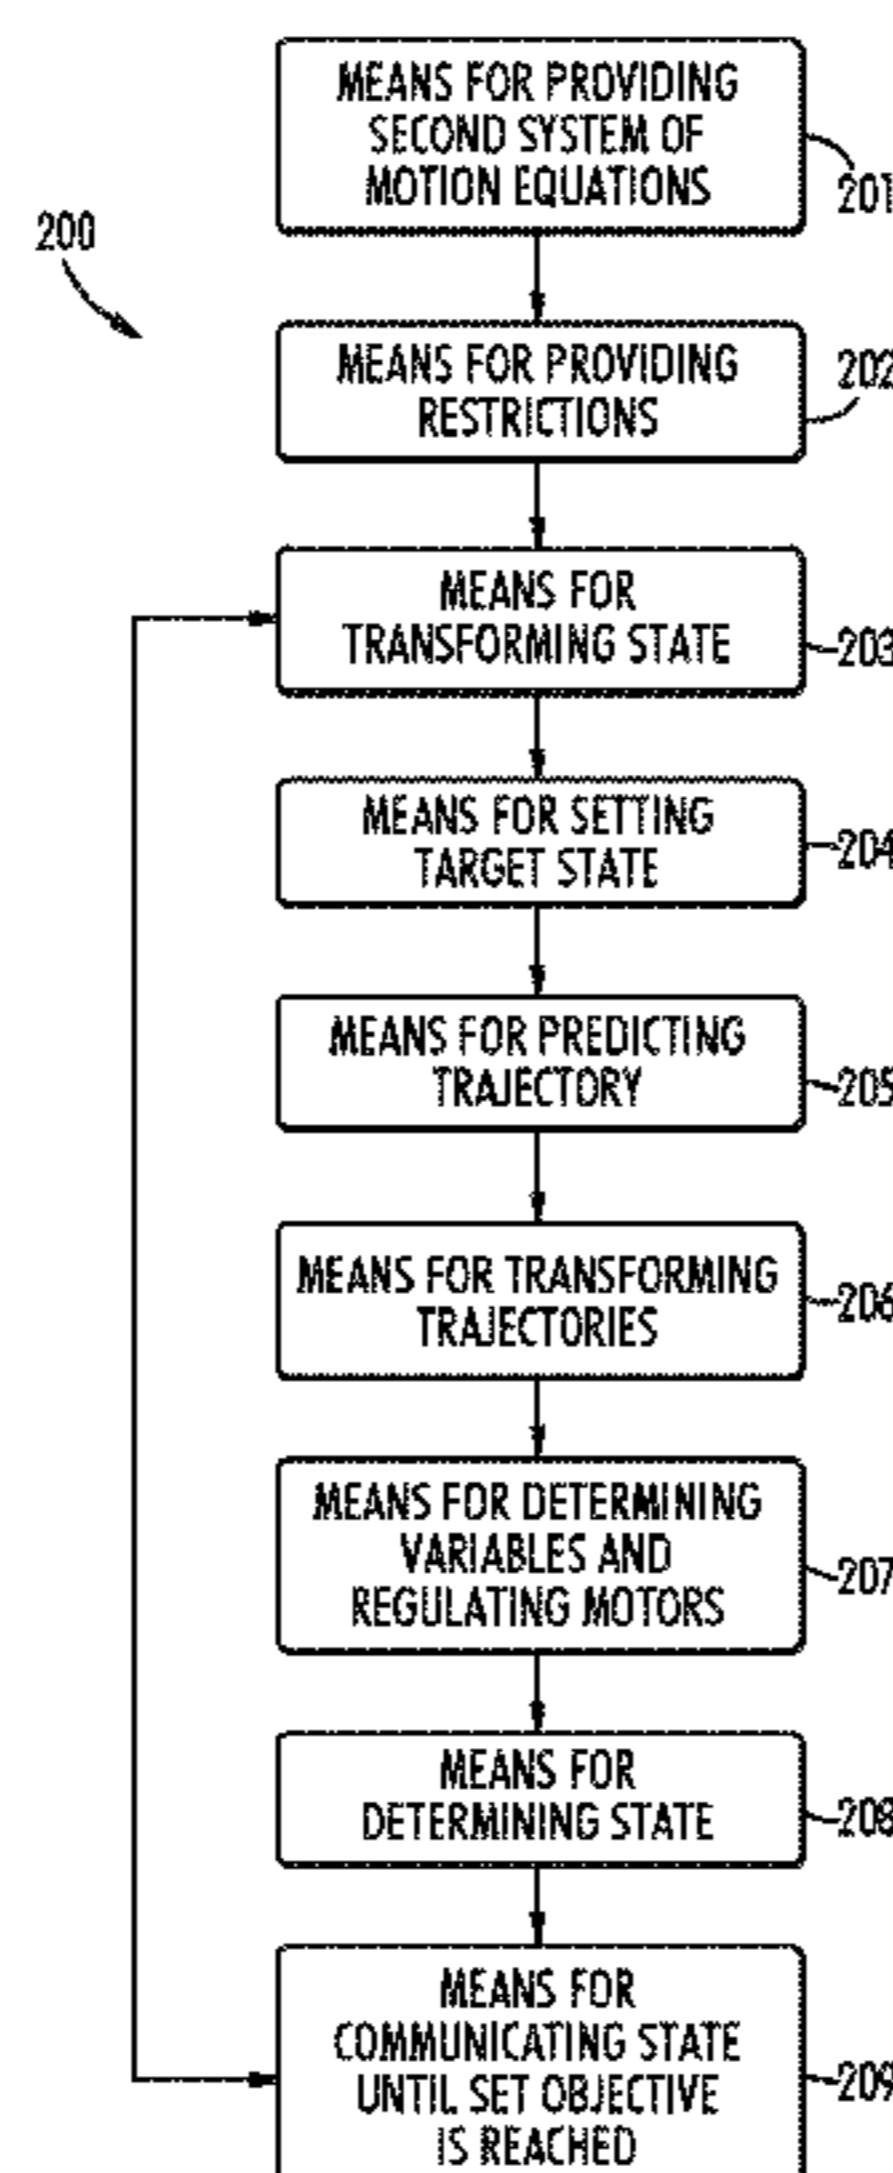 MEANS FOR PROVIDING
SECOND SYSTEM OF
MOTION EQUATIONS
201
200
MEANS FOR PROVIDING
RESTRICTIONS
202
MEANS FOR
TRANSFORMING STATE
203
MEANS FOR SETTING
TARGET STATE
204
MEANS FOR PREDICTING
TRAJECTORY
205
MEANS FOR TRANSFORMING
TRAJECTORIES
206
MEANS FOR DETERMINING
VARIABLES AND
REGULATING MOTORS
207
MEANS FOR
DETERMINING STATE
208
MEANS FOR
COMMUNICATING STATE
UNTIL SET OBJECTIVE
IS REACHED
209